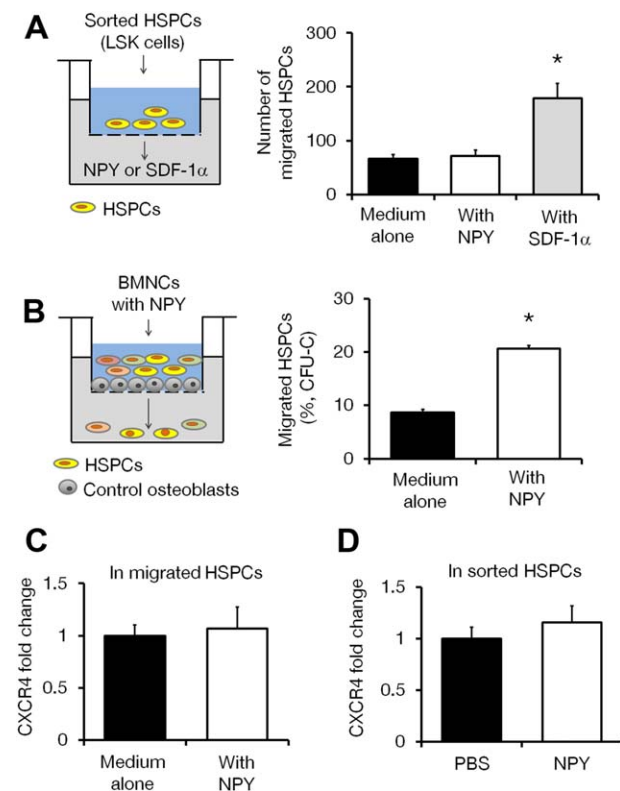 A
Sorted HSPCs
(LSK cells)
NPY or SDF-1α
HSPCs
Number of
migrated HSPCs
300
200
100
0
*
Medium
alone
With
NPY
With
SDF-1α
B
BMNCs
with NPY
HSPCs
Control osteoblasts
Migrated HSPCs
(%, CFU-C)
30
20
10
0
*
Medium
alone
With
NPY
C
In migrated HSPCs
CXCR4 fold change
1.5
1
0.5
0
Medium
alone
With
NPY
D
In sorted HSPCs
CXCR4 fold change
1.5
1
0.5
0
PBS
NPY